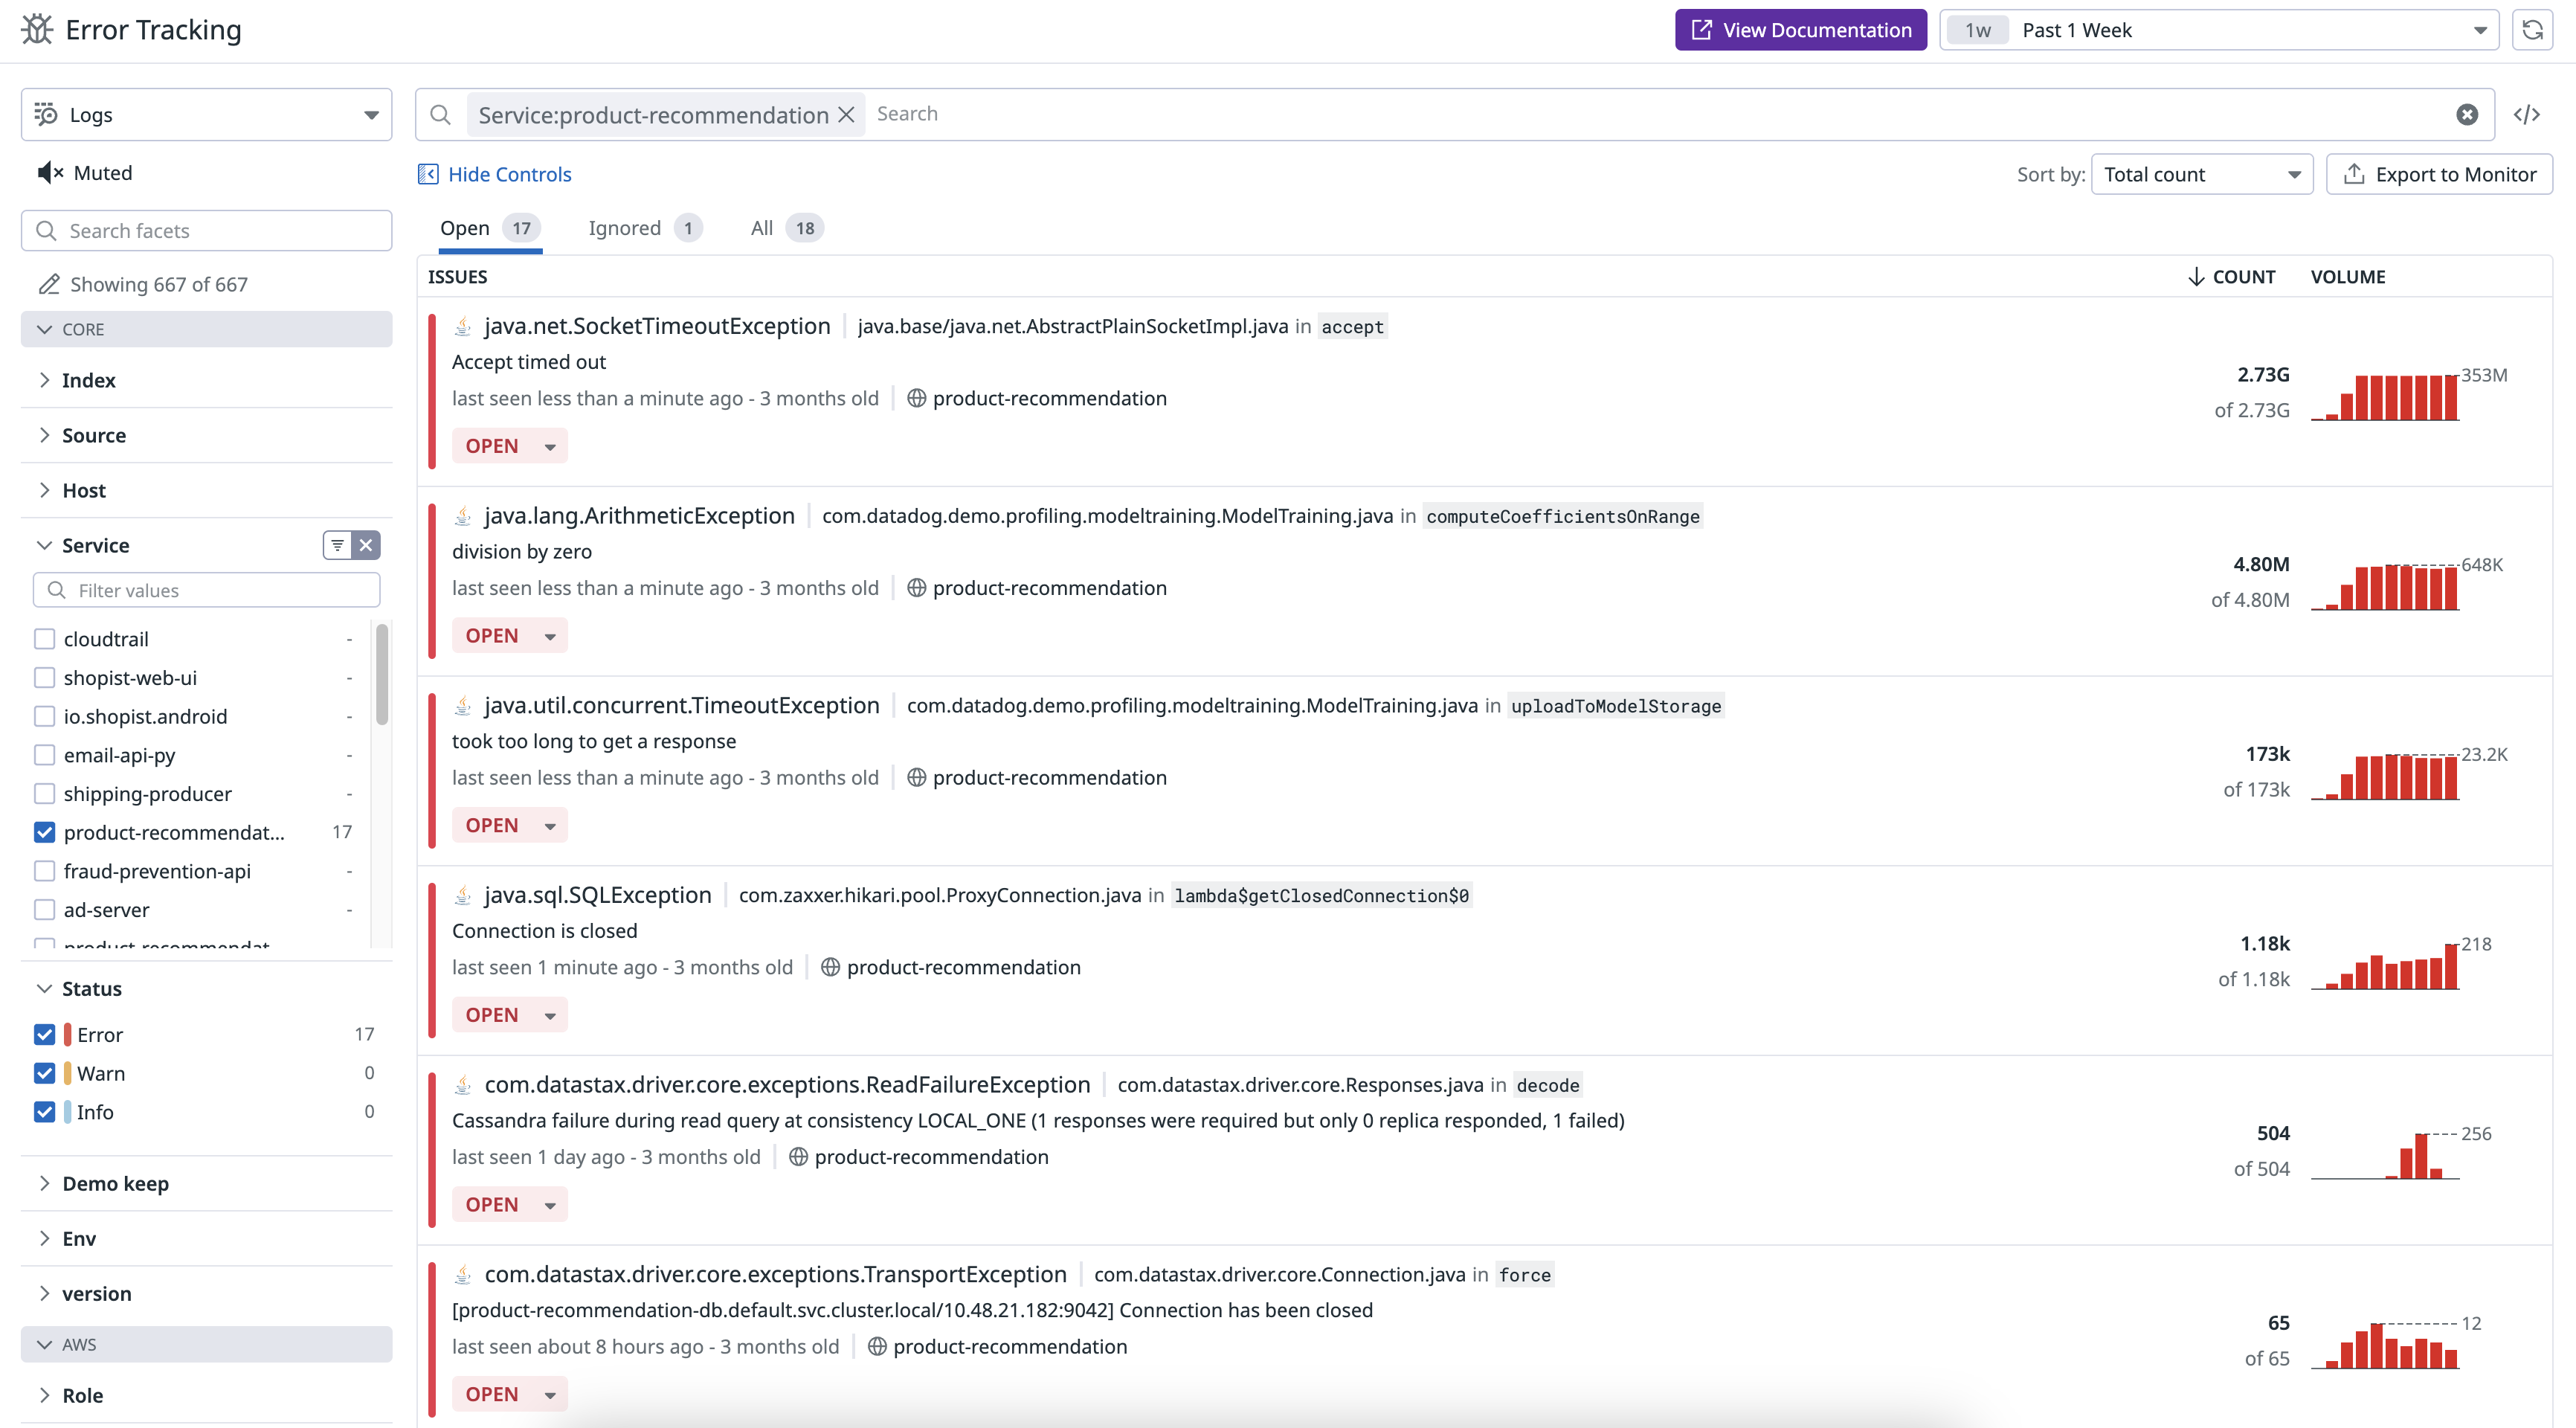 Error Tracking
View Documentation
1w Past 1 Week
Logs
Service:product-recommendation Search
</>
Muted
Hide Controls
Sort by: Total count
Export to Monitor
Search facets
Open 17 Ignored 1 All 18
Showing 667 of 667
CORE
Index
Source
Host
Service
Filter values
cloudtrail -
shopist-web-ui -
io.shopist.android -
email-api-py -
shipping-producer -
product-recommendat... 17
fraud-prevention-api -
ad-server -
product-recommendat
Status
Error 17
Warn 0
Info 0
Demo keep
Env
version
AWS
Role
ISSUES COUNT VOLUME
java.net.SocketTimeoutException java.base/java.net.AbstractPlainSocketImpl.java in accept
Accept timed out
last seen less than a minute ago - 3 months old product-recommendation
OPEN
2.73G
of 2.73G
353M
java.lang.ArithmeticException com.datadog.demo.profiling.modeltraining.ModelTraining.java in computeCoefficientsOnRange
division by zero
last seen less than a minute ago - 3 months old product-recommendation
OPEN
4.80M
of 4.80M
648K
java.util.concurrent.TimeoutException com.datadog.demo.profiling.modeltraining.ModelTraining.java in uploadToModelStorage
took too long to get a response
last seen less than a minute ago - 3 months old product-recommendation
OPEN
173k
of 173k
23.2K
java.sql.SQLException com.zaxxer.hikari.pool.ProxyConnection.java in lambda$getClosedConnection$0
Connection is closed
last seen 1 minute ago - 3 months old product-recommendation
OPEN
1.18k
of 1.18k
218
com.datastax.driver.core.exceptions.ReadFailureException com.datastax.driver.core.Responses.java in decode
Cassandra failure during read query at consistency LOCAL_ONE (1 responses were required but only 0 replica responded, 1 failed)
last seen 1 day ago - 3 months old product-recommendation
OPEN
504
of 504
256
com.datastax.driver.core.exceptions.TransportException com.datastax.driver.core.Connection.java in force
[product-recommendation-db.default.svc.cluster.local/10.48.21.182:9042] Connection has been closed
last seen about 8 hours ago - 3 months old product-recommendation
OPEN
65
of 65
12